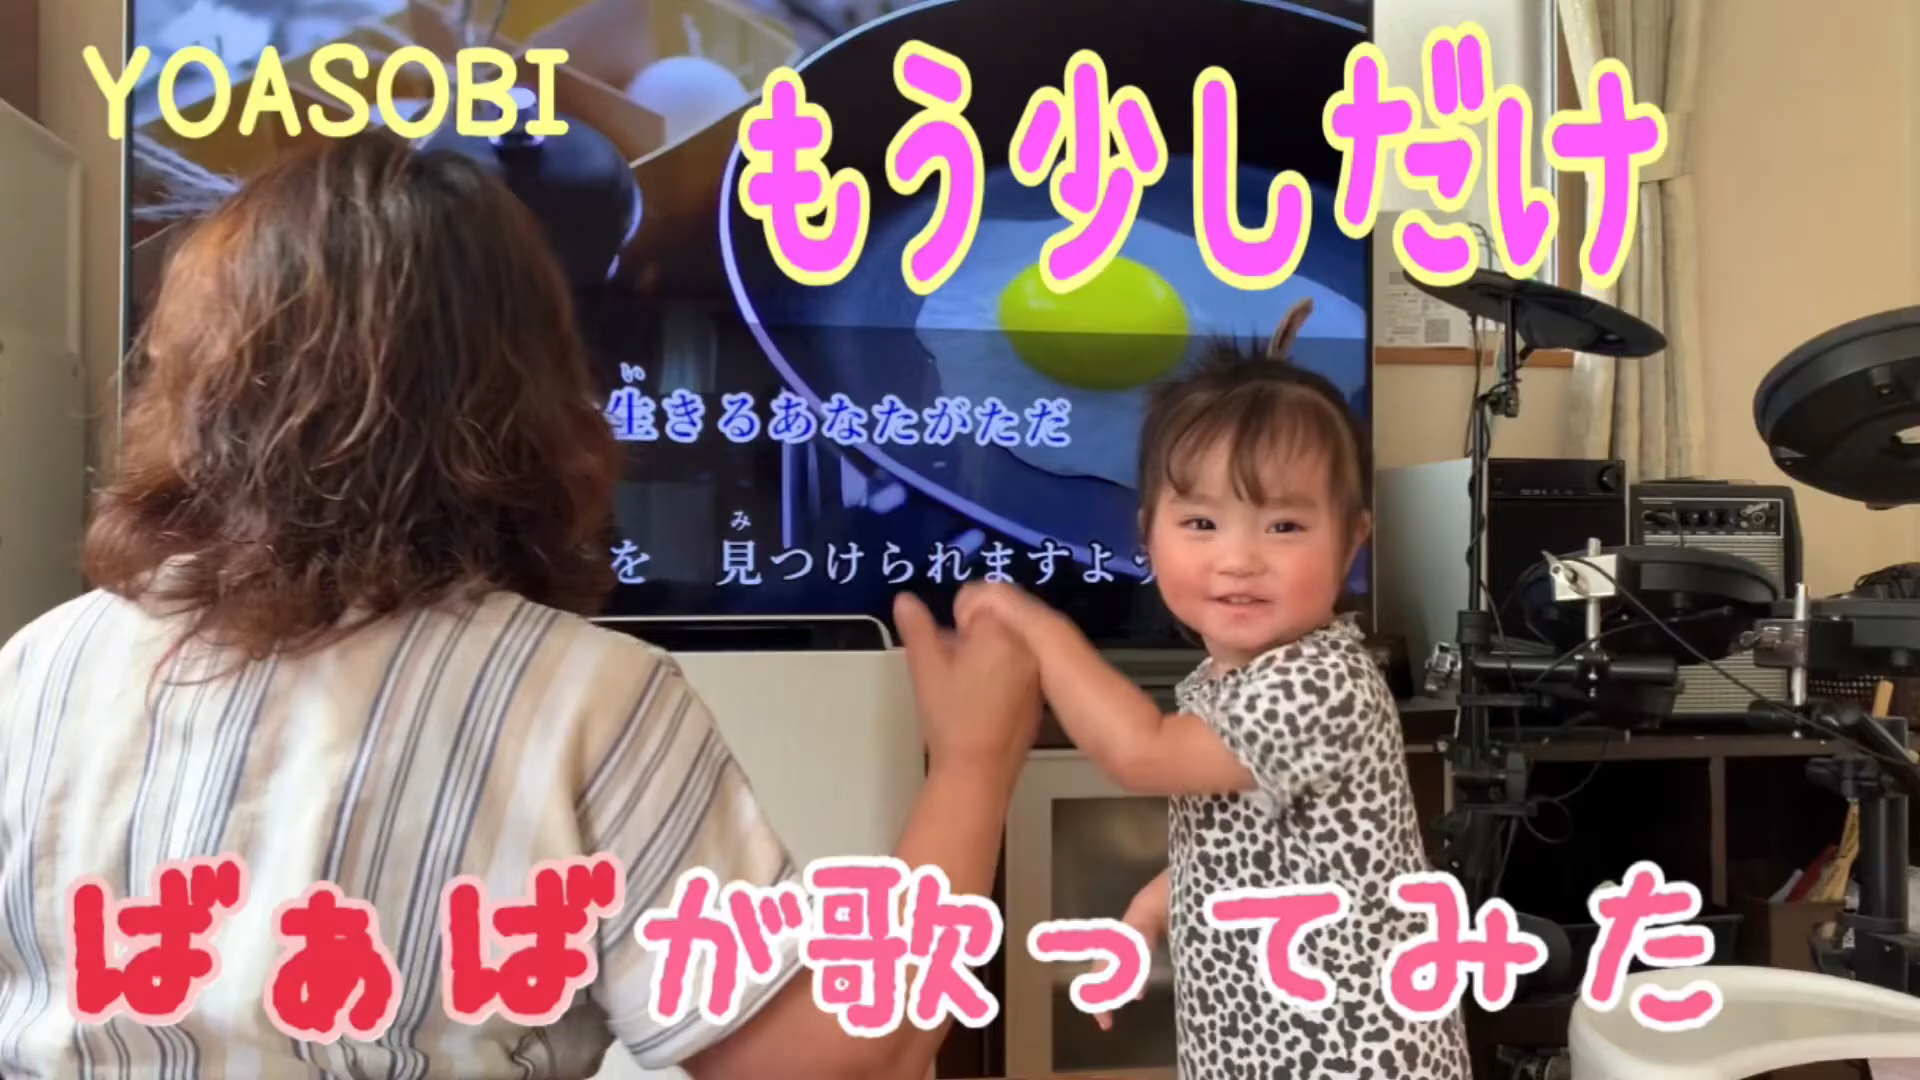 YOASOBI
もう少しだけ
い
生きるあなたがただ
み
を 見つけられますよ
ばぁばが歌ってみた